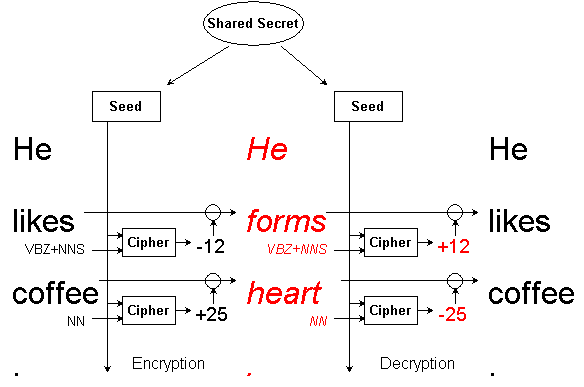 Shared Secret
Seed Seed
He He He
likes forms likes
VBZ+NNS Cipher -12 VBZ+NNS Cipher +12
coffee heart coffee
NN Cipher +25 NN Cipher -25
Encryption Decryption